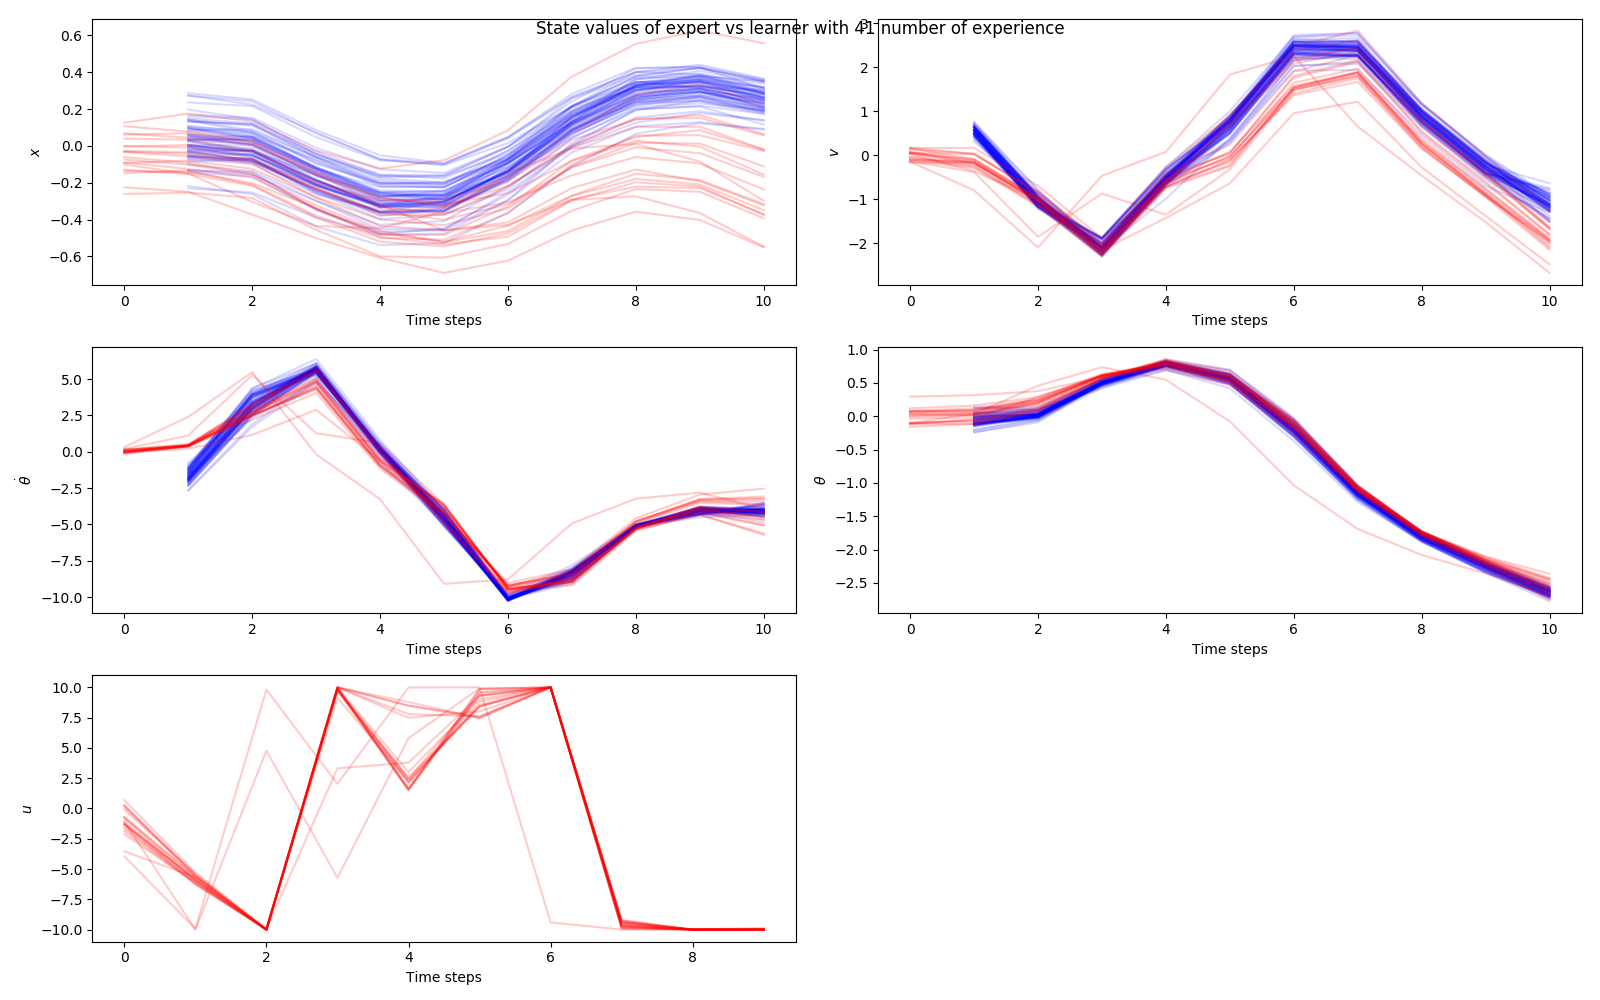 State values of expert vs learner with 41 number of experience
0.6
0.4
0.2
0.0
−0.2
−0.4
−0.6
x
0 2 4 6 8 10
Time steps
3
2
1
0
−1
−2
v
0 2 4 6 8 10
Time steps
5.0
2.5
0.0
−2.5
−5.0
−7.5
−10.0
θ̇
0 2 4 6 8 10
Time steps
1.0
0.5
0.0
−0.5
−1.0
−1.5
−2.0
−2.5
θ
0 2 4 6 8 10
Time steps
10.0
7.5
5.0
2.5
0.0
−2.5
−5.0
−7.5
−10.0
u
0 2 4 6 8
Time steps